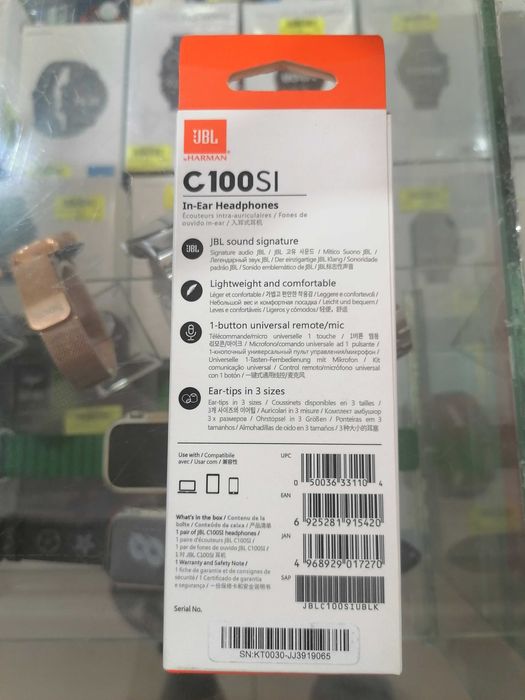 JBL
by HARMAN
C100SI
In-Ear Headphones
Écouteurs intra-auriculaires / Fones de
ouvido in-ear / 入耳式耳机
JBL
JBL sound signature
Signature audio JBL / JBL 고유 사운드 / Mitico Suono JBL /
Легендарный звук JBL / Der einzigartige JBL Klang / Sonoridade
padrão JBL / Sonido emblemático de JBL / JBL标志性声音
Lightweight and comfortable
Léger et confortable / 가볍고 편안한 착용감 / Leggere e confortevoli /
Небольшой вес и комфортная посадка / Leicht und bequem /
Leves e confortáveis / Ligeros y cómodos / 轻便，舒适
1-button universal remote/mic
Télécommande/micro universelle 1 touche / 1버튼 범용
리모컨/마이크 / Microfono/comando universale ad 1 pulsante /
1-кнопочный универсальный пульт управления/микрофон /
Universelle 1-Tasten-Fernbedienung mit Mikrofon / Kit
comunicação universal / Control remoto/micrófono universal
con 1 botón / 一键式通用线控/麦克风
Ear-tips in 3 sizes
Ear-tips in 3 sizes / Coussinets disponibles en 3 tailles /
3개 사이즈의 이어팁 / Auricolari in 3 misure / Комплект амбушюр
3-х размеров / Ohrstöpsel in 3 Größen / Ponteiras em 3
tamanhos / Almohadillas de oído en 3 tamaños / 3种大小的耳塞
Use with / Compatible
avec / Usar com / 兼容性
UPC
0 50036 33110 4
EAN
6 925281 915420
JAN
4 968929 017270
SAP
JBLC100SIUBLK
What's in the box / Contenu de la
boîte / Conteúdo da caixa / 产品清单
1 pair of JBL C100SI headphones /
1 paire d'écouteurs JBL C100SI /
1 par de fones de ouvido JBL C100SI /
1 对 JBL C100SI 耳机
1 Warranty and Safety Note /
1 fiche de garantie et de consignes de
sécurité / 1 Certificado de garantia
e segurança / 一份保修卡和安全说明
Serial No.
SN:KT0030-JJ3919065